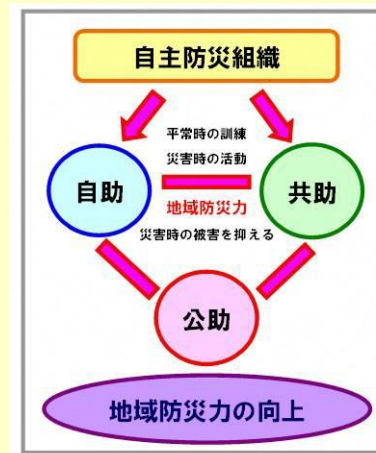 自主防災組織
平常時の訓練
災害時の活動
自助
共助
地域防災力
災害時の被害を抑える
公助
地域防災力の向上